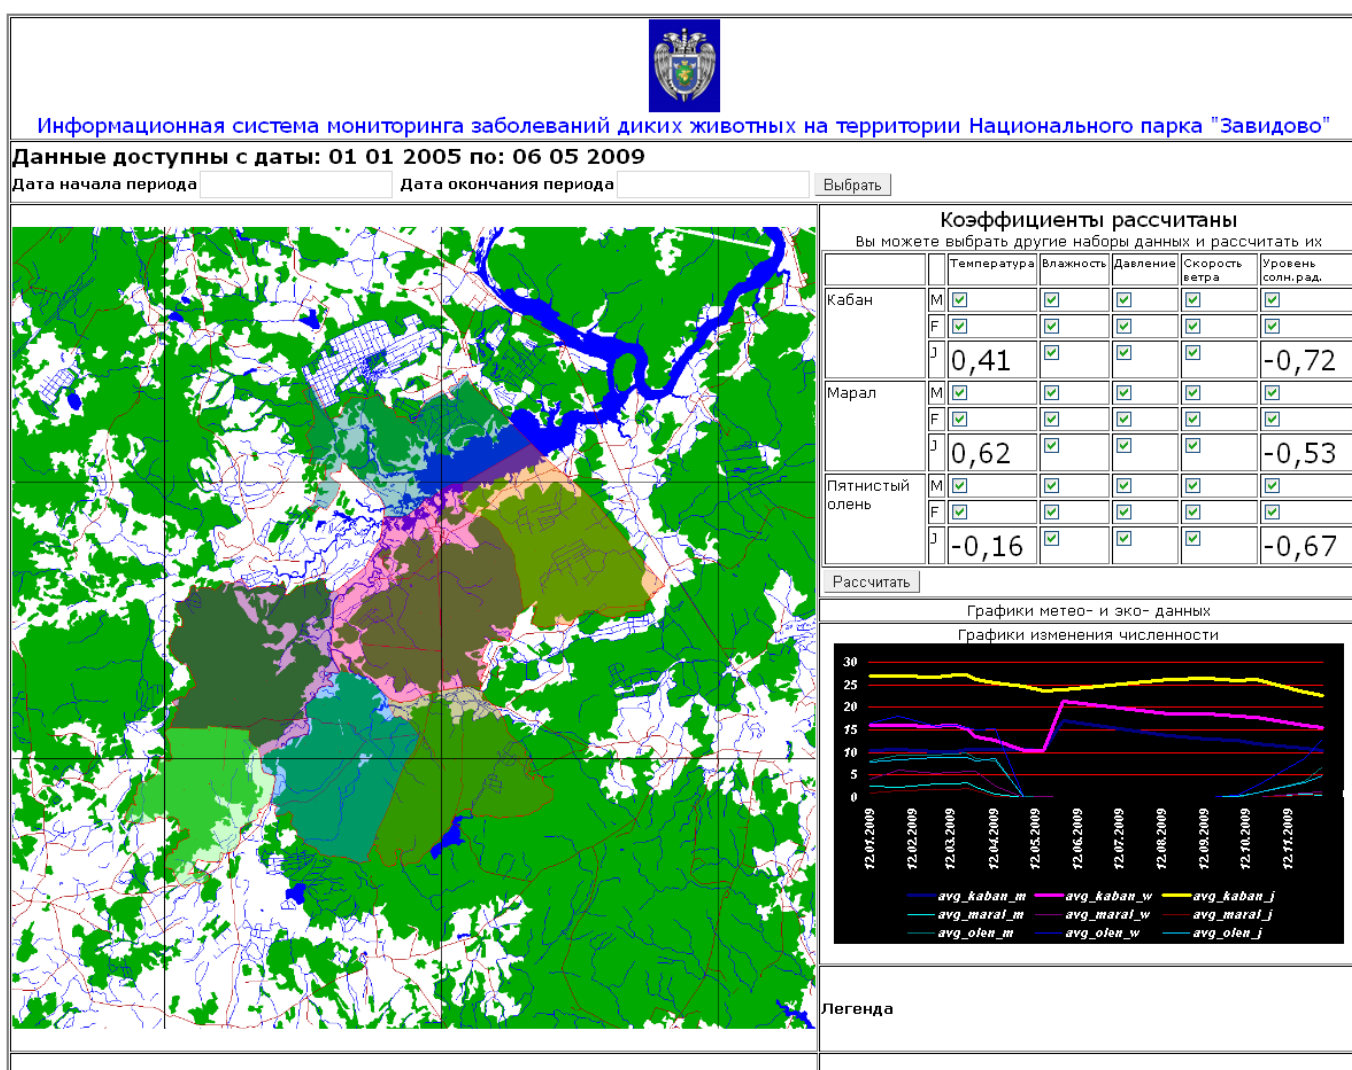 Информационная система мониторинга заболеваний диких животных на территории Национального парка "Завидово"
Данные доступны с даты: 01 01 2005 по: 06 05 2009
Дата начала периода Дата окончания периода Выбрать
Коэффициенты рассчитаны
Вы можете выбрать другие наборы данных и рассчитать их
Температура Влажность Давление Скорость ветра Уровень солн.рад.
Кабан M
F
J 0,41 -0,72
Марал M
F
J 0,62 -0,53
Пятнистый олень M
F
J -0,16 -0,67
Рассчитать
Графики метео- и эко- данных
Графики изменения численности
30
25
20
15
10
5
0
12.01.2009 12.02.2009 12.03.2009 12.04.2009 12.05.2009 12.06.2009 12.07.2009 12.08.2009 12.09.2009 12.10.2009 12.11.2009
avg_kaban_m avg_kaban_w avg_kaban_j
avg_maral_m avg_maral_w avg_maral_j
avg_olen_m avg_olen_w avg_olen_j
Легенда